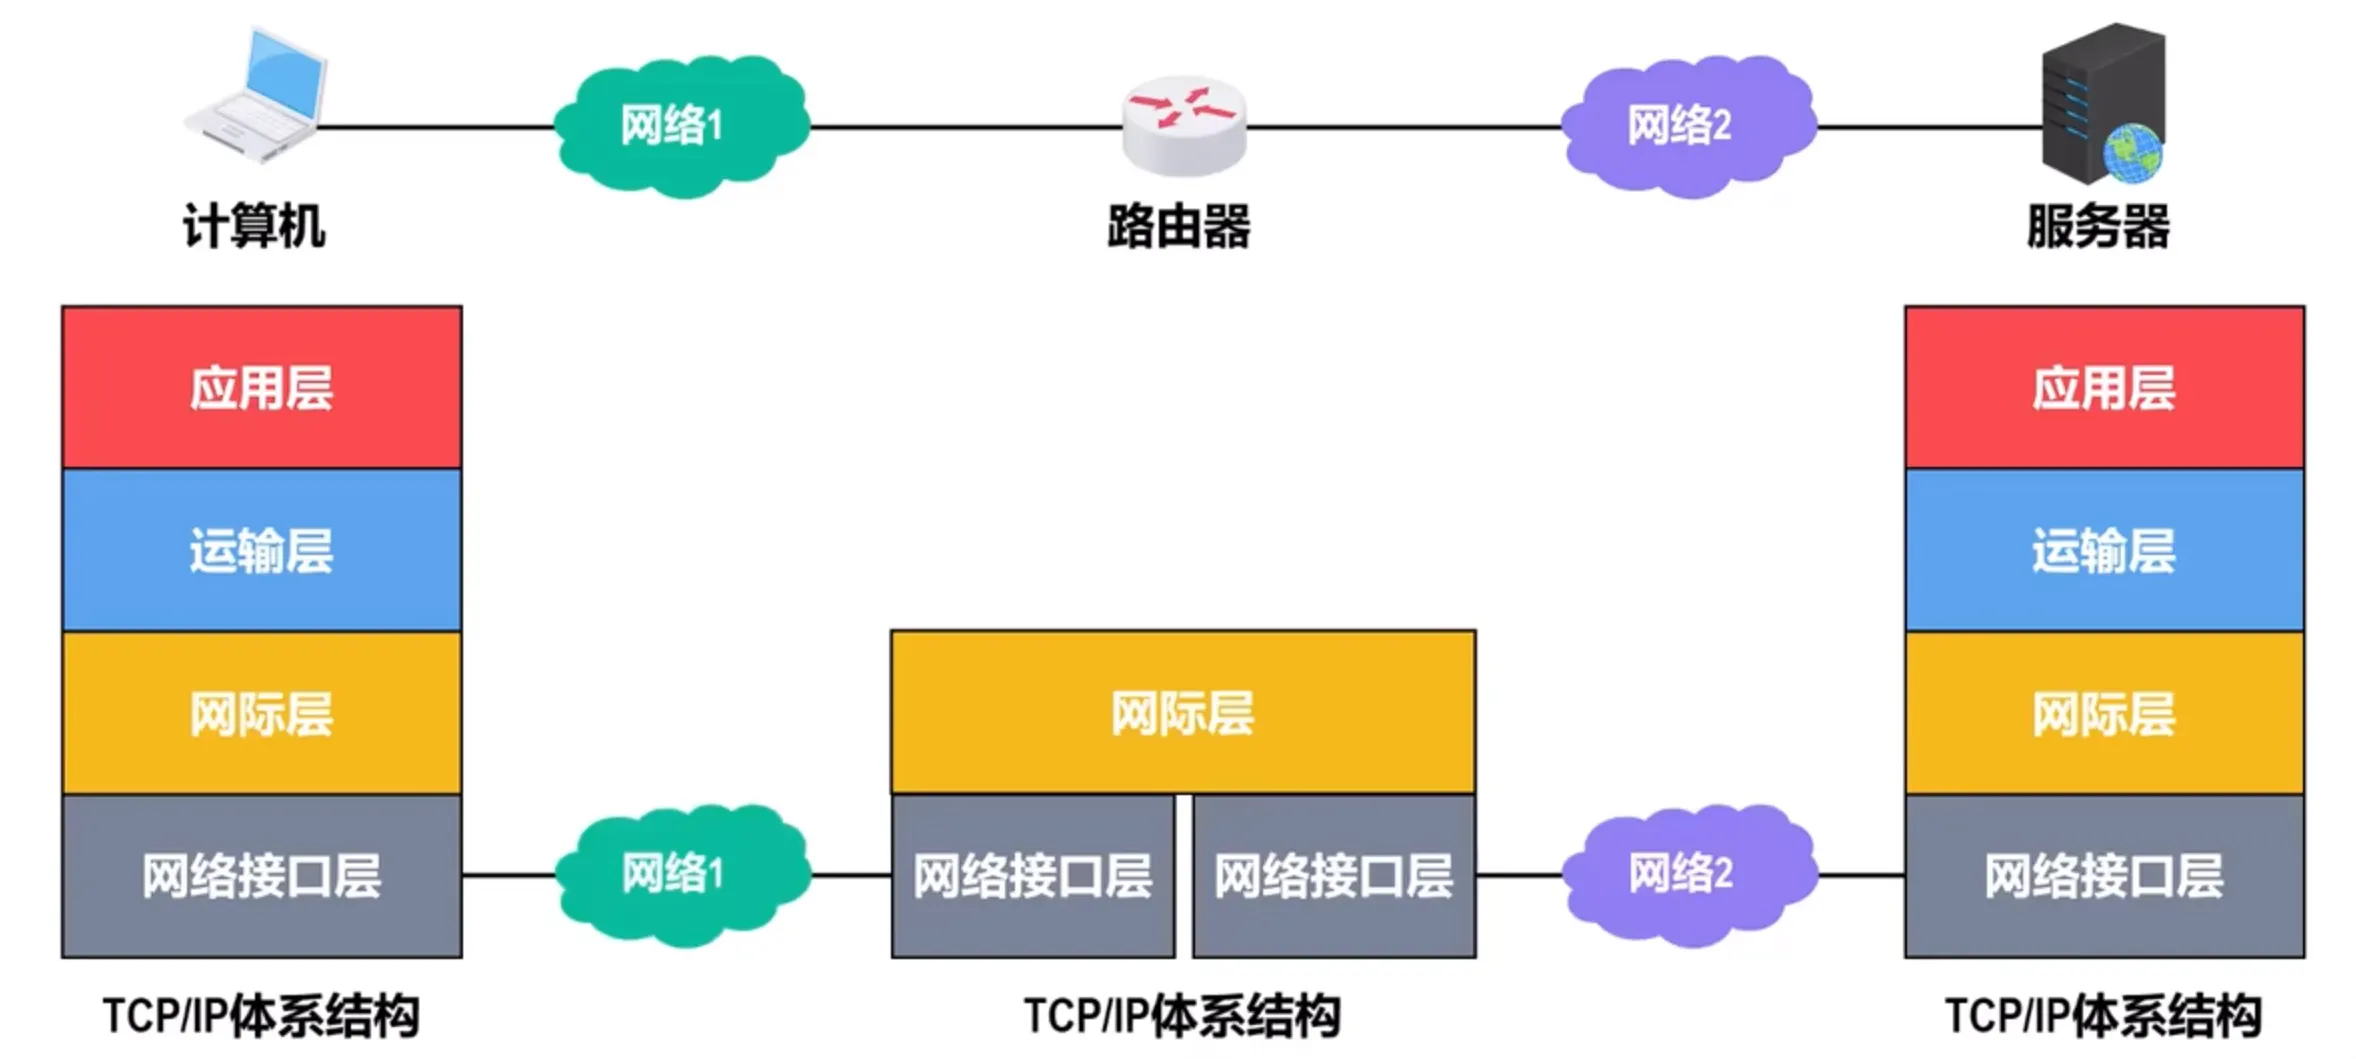 网络1
网络2
计算机
路由器
服务器
应用层
应用层
运输层
运输层
网际层
网际层
网际层
网络接口层
网络1
网络接口层
网络接口层
网络2
网络接口层
TCP/IP体系结构
TCP/IP体系结构
TCP/IP体系结构